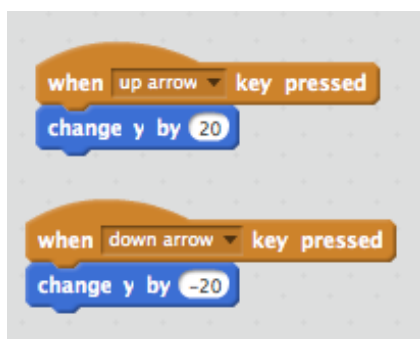 when up arrow key pressed
change y by 20
when down arrow key pressed
change y by -20